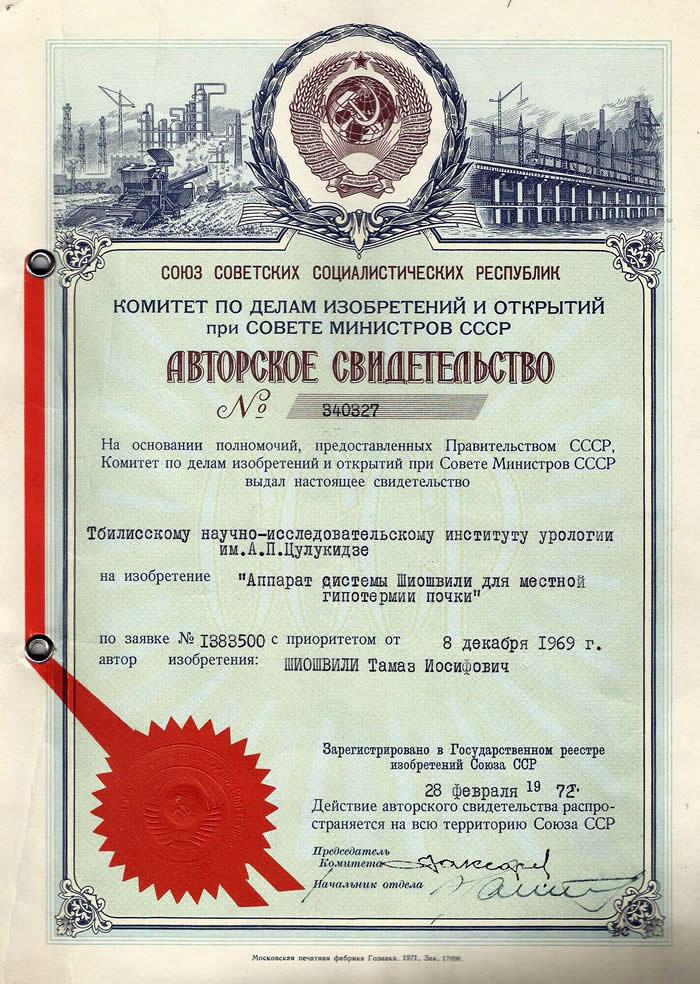 СОЮЗ СОВЕТСКИХ СОЦИАЛИСТИЧЕСКИХ РЕСПУБЛИК
КОМИТЕТ ПО ДЕЛАМ ИЗОБРЕТЕНИЙ И ОТКРЫТИЙ
при СОВЕТЕ МИНИСТРОВ СССР
АВТОРСКОЕ СВИДЕТЕЛЬСТВО
№ 340327
На основании полномочий, предоставленных Правительством СССР,
Комитет по делам изобретений и открытий при Совете Министров СССР
выдал настоящее свидетельство
Тбилисскому научно-исследовательскому институту урологии
им.А.П.Цулукидзе
на изобретение "Аппарат системы Шиошвили для местной
гипотермии почки"
по заявке № 1383500 с приоритетом от 8 декабря 1969 г.
автор изобретения: ШИОШВИЛИ Тамаз Иосифович
Зарегистрировано в Государственном реестре
изобретений Союза ССР
28 февраля 19 72г.
Действие авторского свидетельства распро-
страняется на всю территорию Союза ССР
Председатель
Комитета
Начальник отдела
Московская печатная фабрика Гознака. 1971. Зак. 17098.